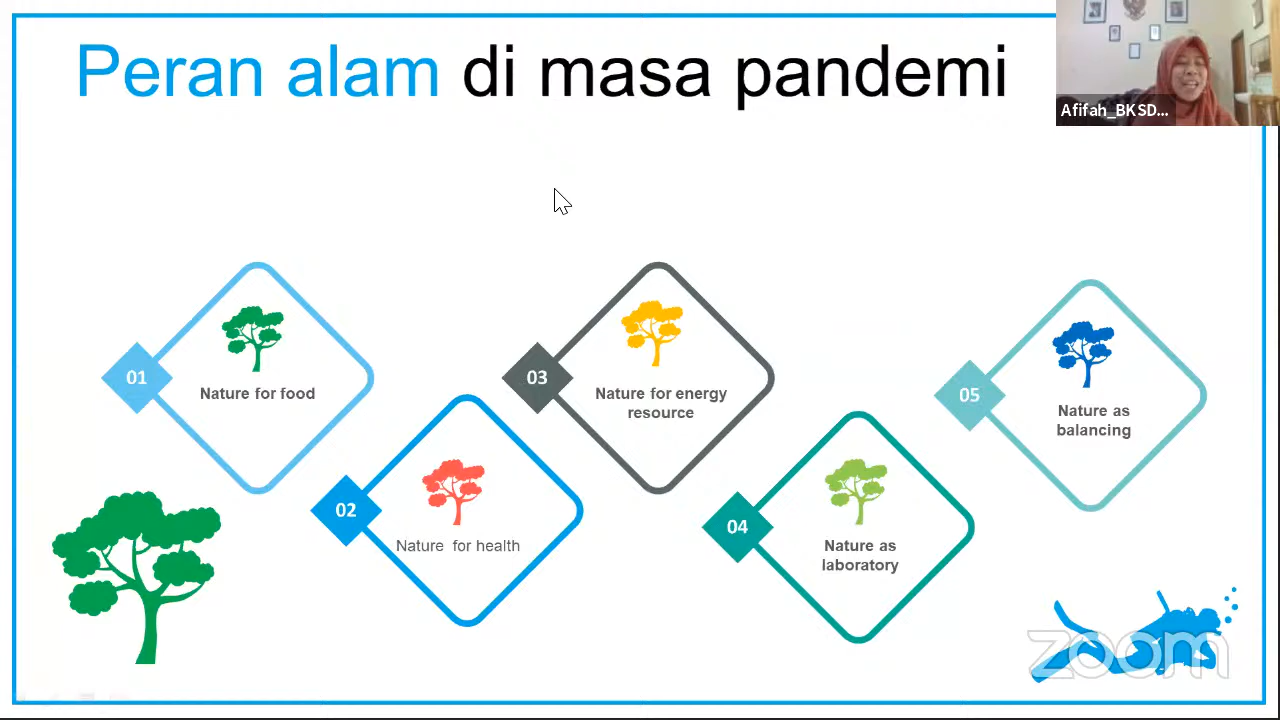 Peran alam di masa pandemi
Afifah_BKSD...
01
Nature for food
02
Nature for health
03
Nature for energy
resource
04
Nature as
laboratory
05
Nature as
balancing
zoom